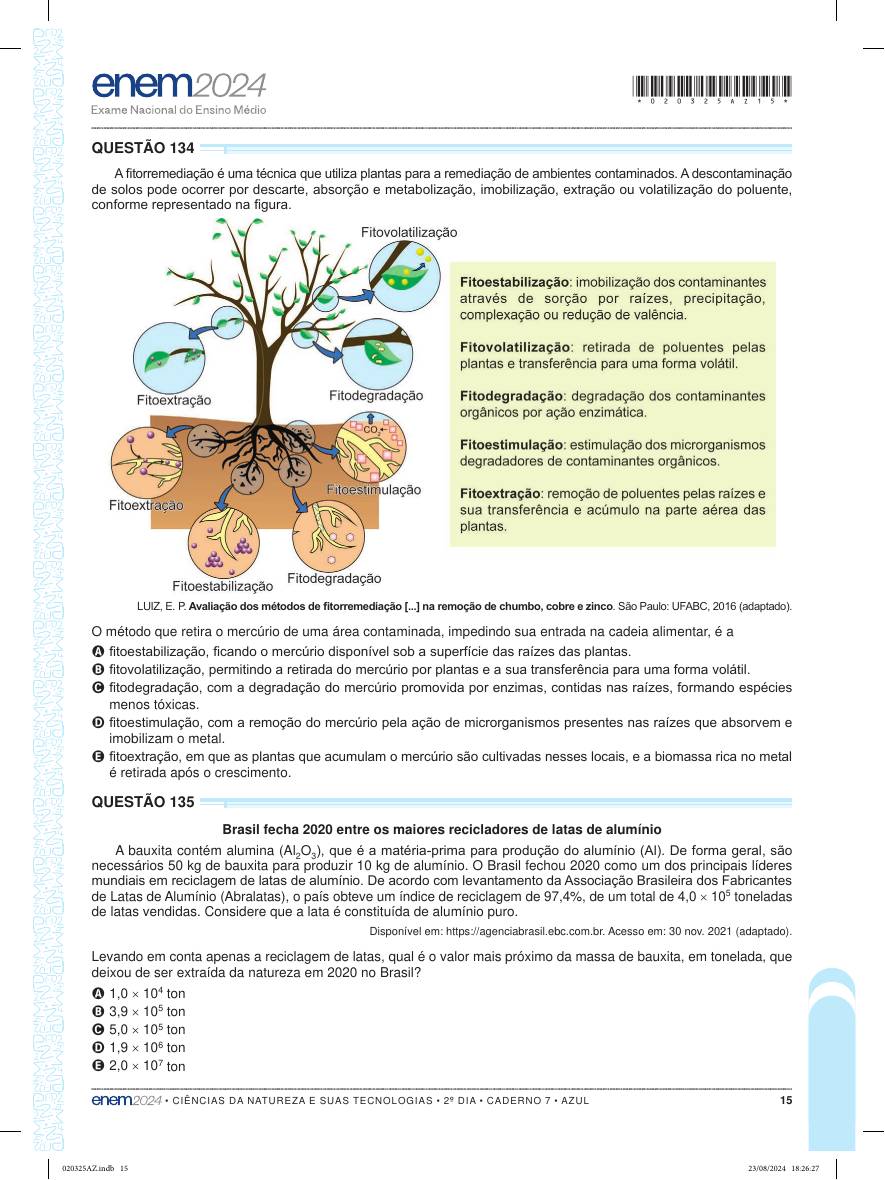 enem2024
Exame Nacional do Ensino Médio
*020325AZ15*
QUESTÃO 134
A fitorremediação é uma técnica que utiliza plantas para a remediação de ambientes contaminados. A descontaminação
de solos pode ocorrer por descarte, absorção e metabolização, imobilização, extração ou volatilização do poluente,
conforme representado na figura.
Fitovolatilização
Fitoextração
Fitodegradação
CO₂
Fitoestimulação
Fitoextração
Fitoestabilização
Fitodegradação
Fitoestabilização: imobilização dos contaminantes
através de sorção por raízes, precipitação,
complexação ou redução de valência.
Fitovolatilização: retirada de poluentes pelas
plantas e transferência para uma forma volátil.
Fitodegradação: degradação dos contaminantes
orgânicos por ação enzimática.
Fitoestimulação: estimulação dos microrganismos
degradadores de contaminantes orgânicos.
Fitoextração: remoção de poluentes pelas raízes e
sua transferência e acúmulo na parte aérea das
plantas.
LUIZ, E. P. Avaliação dos métodos de fitorremediação [...] na remoção de chumbo, cobre e zinco. São Paulo: UFABC, 2016 (adaptado).
O método que retira o mercúrio de uma área contaminada, impedindo sua entrada na cadeia alimentar, é a
A fitoestabilização, ficando o mercúrio disponível sob a superfície das raízes das plantas.
B fitovolatilização, permitindo a retirada do mercúrio por plantas e a sua transferência para uma forma volátil.
C fitodegradação, com a degradação do mercúrio promovida por enzimas, contidas nas raízes, formando espécies
menos tóxicas.
D fitoestimulação, com a remoção do mercúrio pela ação de microrganismos presentes nas raízes que absorvem e
imobilizam o metal.
E fitoextração, em que as plantas que acumulam o mercúrio são cultivadas nesses locais, e a biomassa rica no metal
é retirada após o crescimento.
QUESTÃO 135
Brasil fecha 2020 entre os maiores recicladores de latas de alumínio
A bauxita contém alumina (Al₂O₃), que é a matéria-prima para produção do alumínio (Al). De forma geral, são
necessários 50 kg de bauxita para produzir 10 kg de alumínio. O Brasil fechou 2020 como um dos principais líderes
mundiais em reciclagem de latas de alumínio. De acordo com levantamento da Associação Brasileira dos Fabricantes
de Latas de Alumínio (Abralatas), o país obteve um índice de reciclagem de 97,4%, de um total de 4,0 × 10⁵ toneladas
de latas vendidas. Considere que a lata é constituída de alumínio puro.
Disponível em: https://agenciabrasil.ebc.com.br. Acesso em: 30 nov. 2021 (adaptado).
Levando em conta apenas a reciclagem de latas, qual é o valor mais próximo da massa de bauxita, em tonelada, que
deixou de ser extraída da natureza em 2020 no Brasil?
A 1,0 × 10⁴ ton
B 3,9 × 10⁵ ton
C 5,0 × 10⁵ ton
D 1,9 × 10⁶ ton
E 2,0 × 10⁷ ton
enem2024 • CIÊNCIAS DA NATUREZA E SUAS TECNOLOGIAS • 2º DIA • CADERNO 7 • AZUL
15
020325AZ.indb 15
23/08/2024 18:26:27